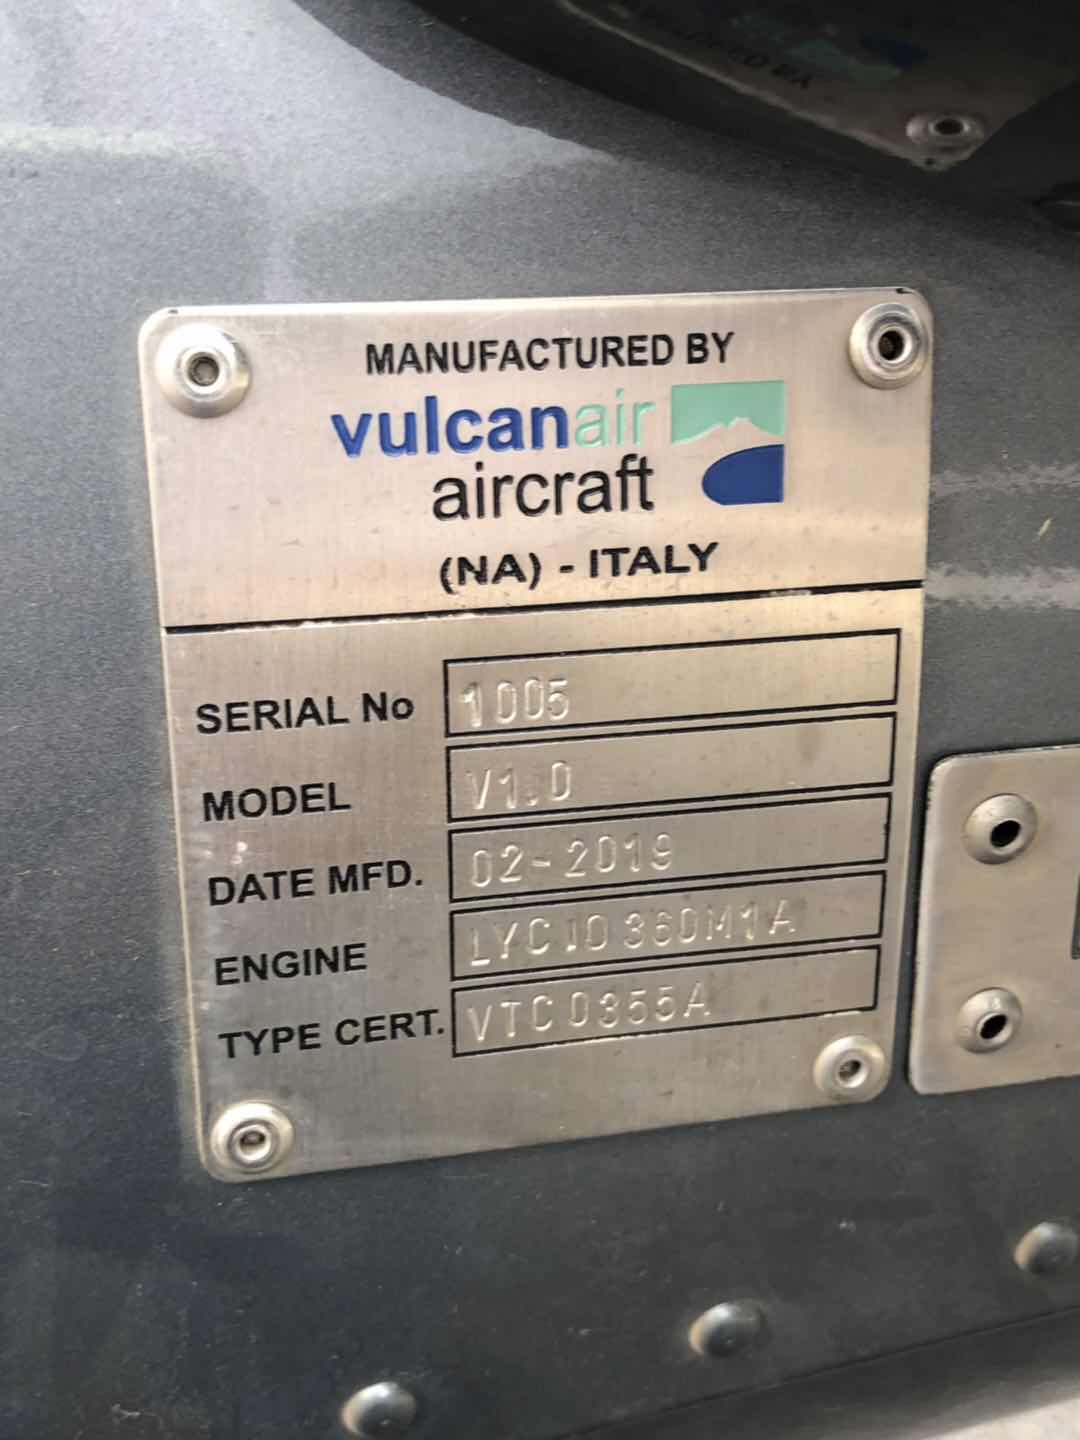 MANUFACTURED BY
vulcanair
aircraft
(NA) - ITALY
SERIAL No 1005
MODEL V1.0
DATE MFD. 02-2019
ENGINE LYC IO 360M1A
TYPE CERT. VTC 0355A